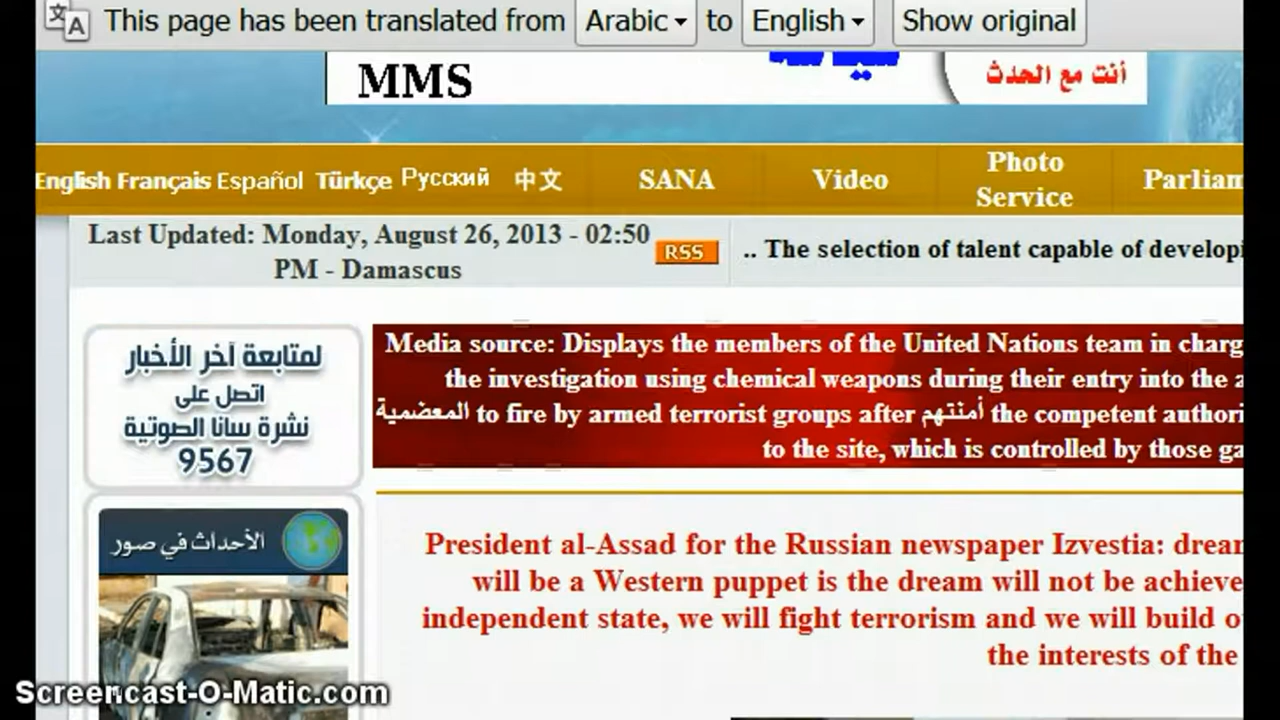 This page has been translated from Arabic to English Show original
MMS
أنت مع الحدث
English Français Español Türkçe Русский 中文 SANA Video Photo Service Parliam
Last Updated: Monday, August 26, 2013 - 02:50
PM - Damascus
RSS
.. The selection of talent capable of developi
لمتابعة آخر الأخبار
اتصل على
نشرة سانا الصوتية
9567
Media source: Displays the members of the United Nations team in charg
the investigation using chemical weapons during their entry into the a
المعضمية to fire by armed terrorist groups after أمنتهم the competent authori
to the site, which is controlled by those ga
الأحداث في صور
President al-Assad for the Russian newspaper Izvestia: drear
will be a Western puppet is the dream will not be achieve
independent state, we will fight terrorism and we will build o
the interests of the
Screencast-O-Matic.com